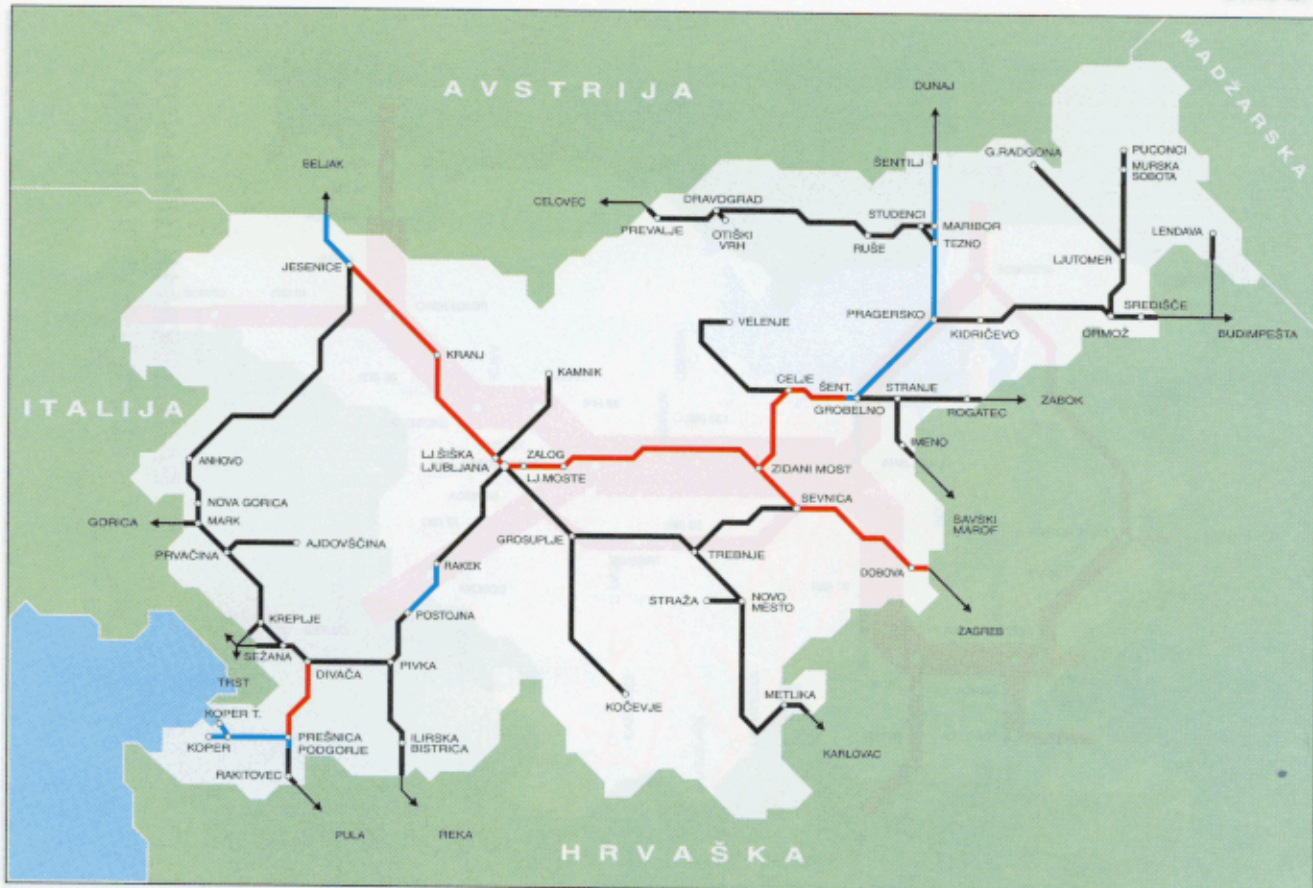 AVSTRIJA
MADŽARSKA
DUNAJ
BELJAK
ŠENTILJ
G.RADGONA
PUCONCI
MURSKA
SOBOTA
CELOVEC
DRAVOGRAD
PREVALJE
OTIŠKI
VRH
STUDENCI
MARIBOR
RUŠE
TEZNO
LENDAVA
JESENICE
LJUTOMER
VELENJE
PRAGERSKO
KIDRIČEVO
ORMOŽ
SREDIŠČE
BUDIMPEŠTA
KRANJ
KAMNIK
CELJE
ŠENT.
GROBELNO
STRANJE
ROGATEC
ZABOK
ITALIJA
IMENO
ANHOVO
LJ.ŠIŠKA
LJUBLJANA
ZALOG
LJ.MOSTE
ZIDANI MOST
NOVA GORICA
SEVNICA
SAVSKI
MAROF
GORICA
MARK
PRVAČINA
AJDOVŠČINA
GROSUPLJE
TREBNJE
RAKEK
DOBOVA
STRAŽA
NOVO
MESTO
POSTOJNA
KREPLJE
ZAGREB
SEŽANA
DIVAČA
PIVKA
TRST
KOČEVJE
METLIKA
KOPER T.
KOPER
PREŠNICA
PODGORJE
ILIRSKA
BISTRICA
KARLOVAC
RAKITOVEC
PULA
REKA
HRVAŠKA